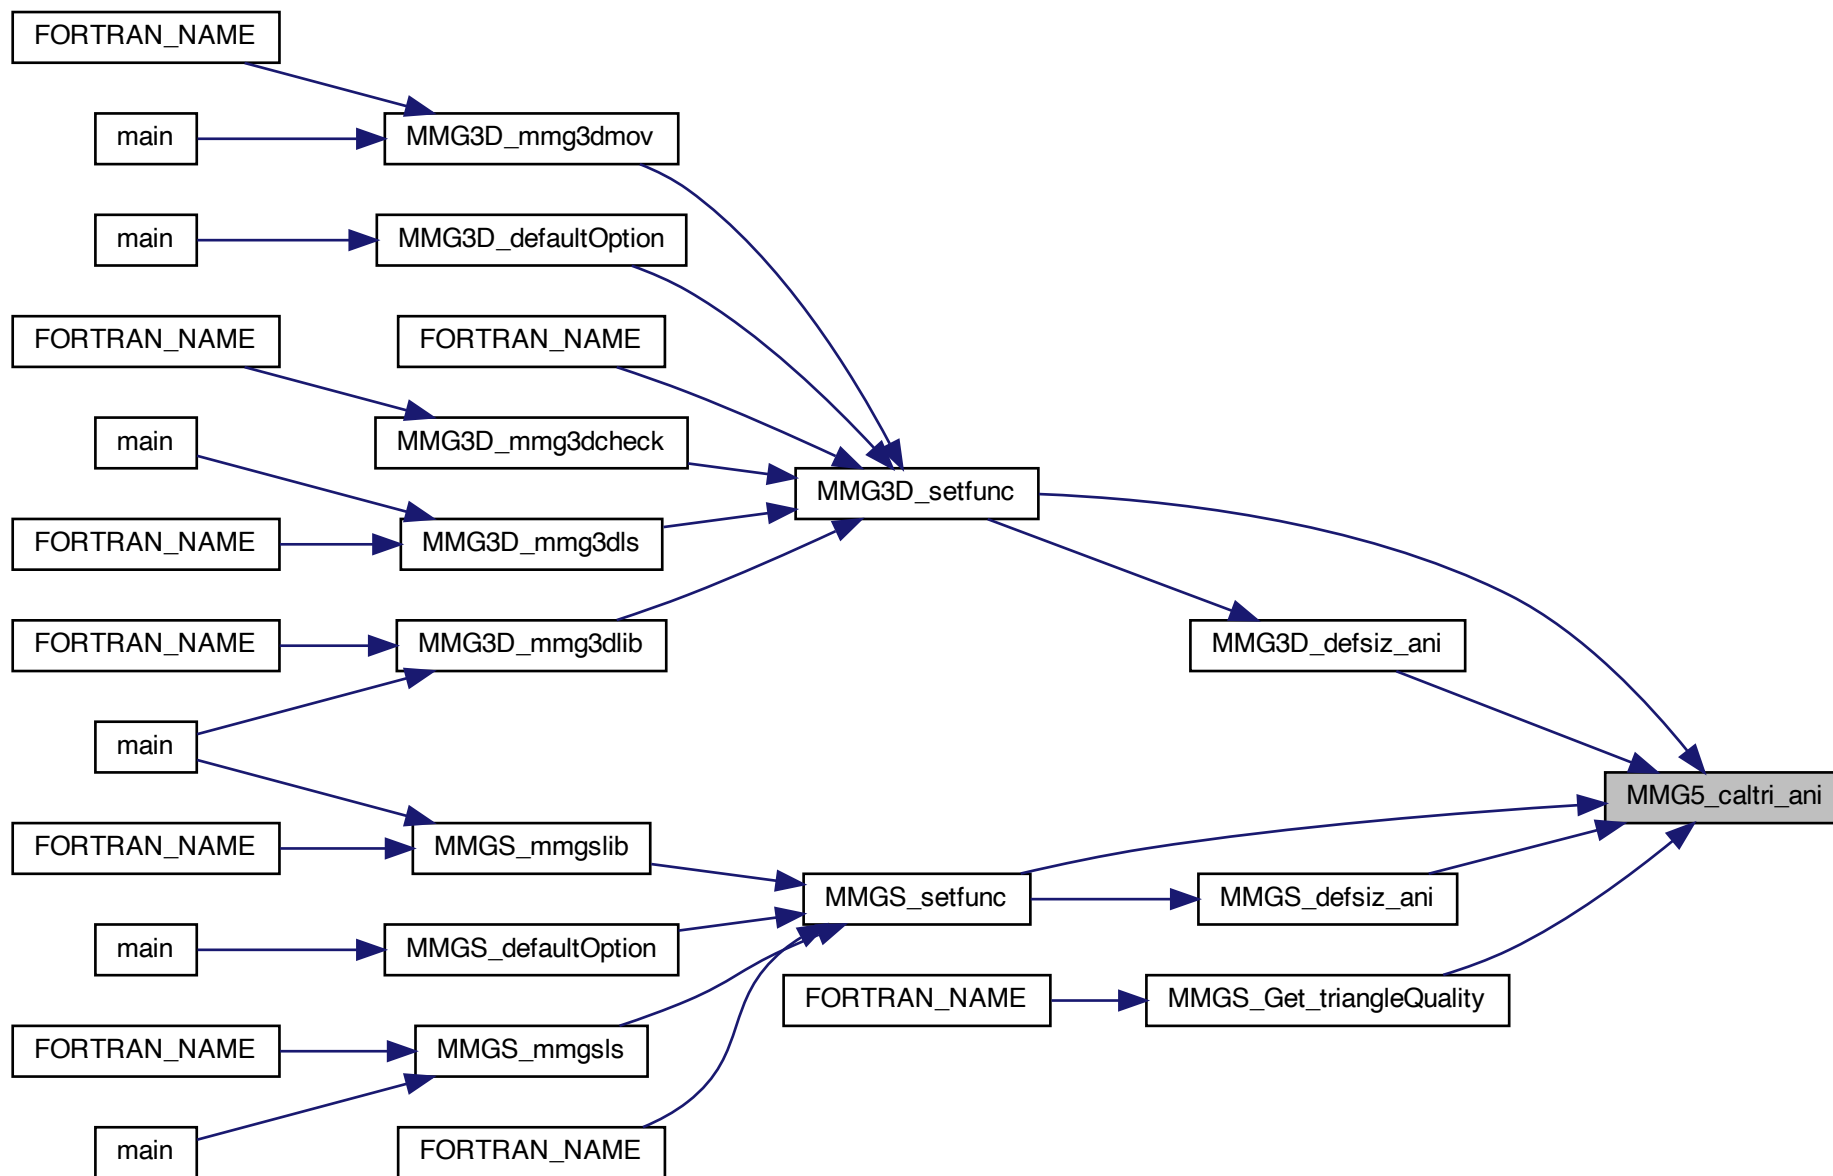 FORTRAN_NAME
main
MMG3D_mmg3dmov
main
MMG3D_defaultOption
FORTRAN_NAME
FORTRAN_NAME
main
MMG3D_mmg3dcheck
MMG3D_setfunc
FORTRAN_NAME
MMG3D_mmg3dls
FORTRAN_NAME
MMG3D_mmg3dlib
MMG3D_defsiz_ani
main
MMG5_caltri_ani
FORTRAN_NAME
MMGS_mmgslib
MMGS_setfunc
MMGS_defsiz_ani
main
MMGS_defaultOption
FORTRAN_NAME
MMGS_Get_triangleQuality
FORTRAN_NAME
MMGS_mmgsls
main
FORTRAN_NAME